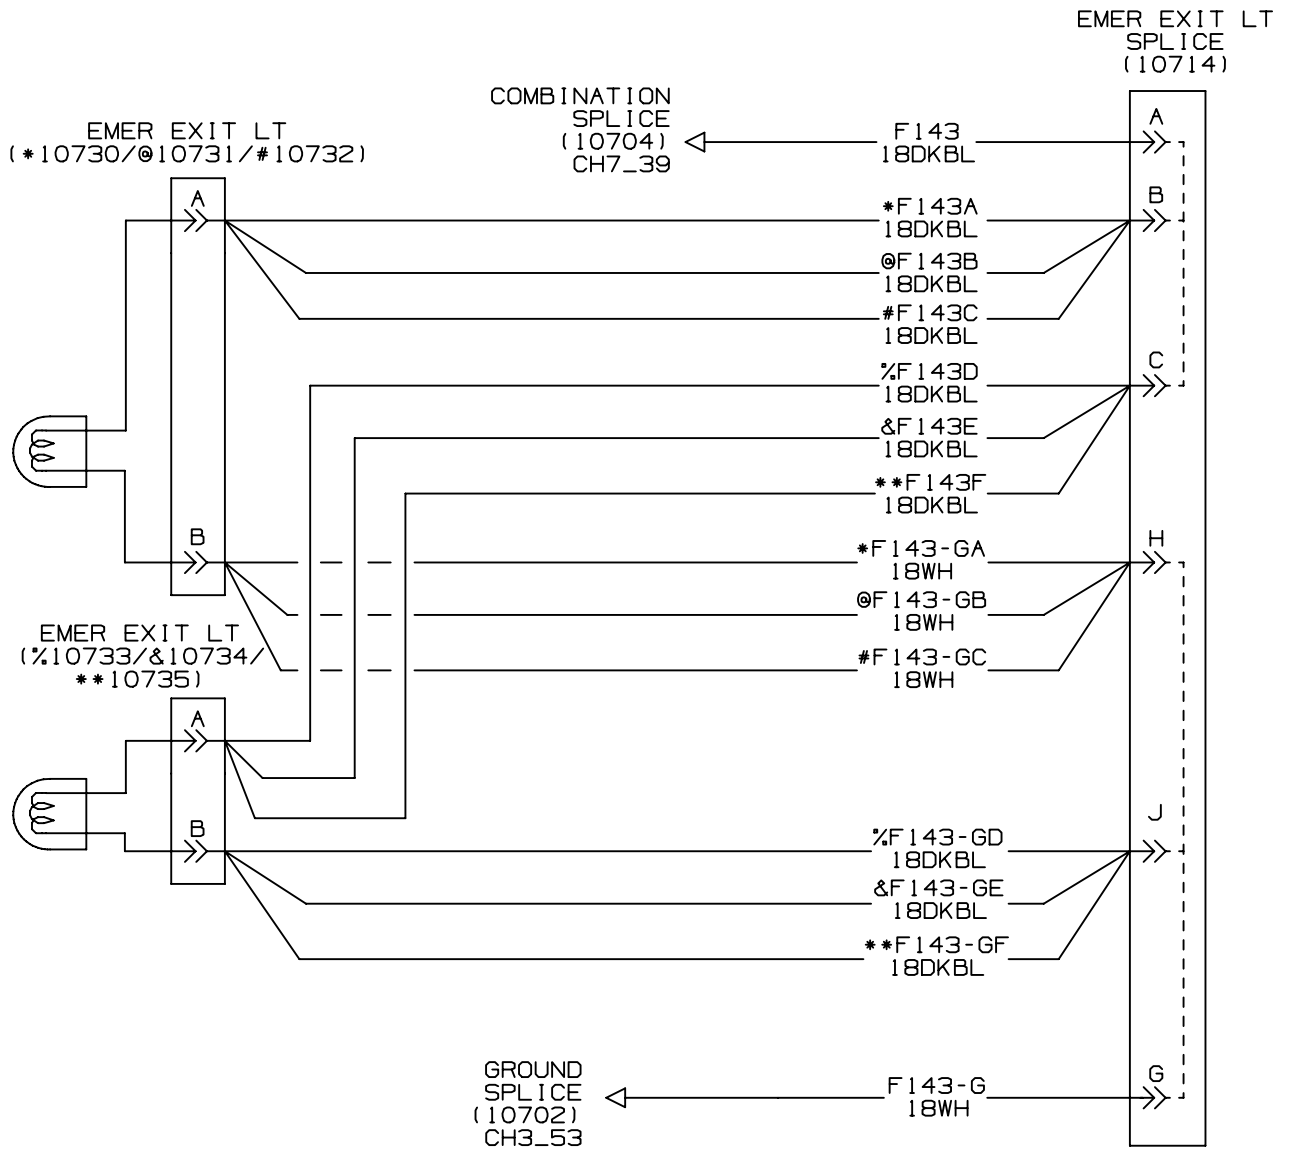 EMER EXIT LT
SPLICE
(10714)
COMBINATION
SPLICE
(10704)
CH7_39
F143
18DKBL
A
EMER EXIT LT
(*10730/@10731/#10732)
A
*F143A
18DKBL
B
@F143B
18DKBL
#F143C
18DKBL
%F143D
18DKBL
C
&F143E
18DKBL
**F143F
18DKBL
B
*F143-GA
18WH
H
@F143-GB
18WH
#F143-GC
18WH
EMER EXIT LT
(%10733/&10734/
**10735)
A
B
%F143-GD
18DKBL
J
&F143-GE
18DKBL
**F143-GF
18DKBL
GROUND
SPLICE
(10702)
CH3_53
F143-G
18WH
G